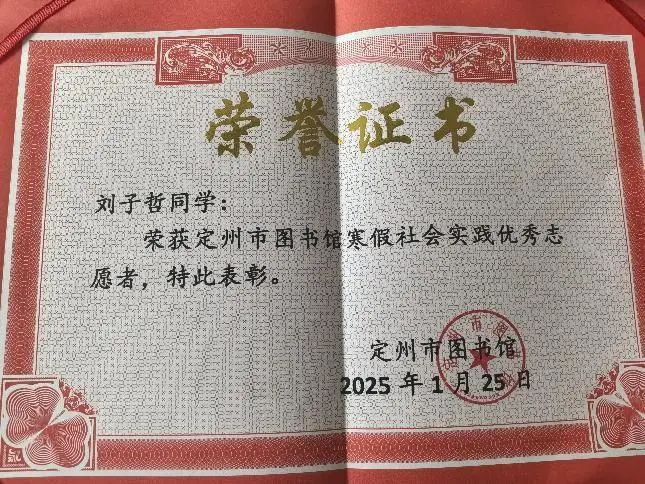 荣誉证书
刘子哲同学：
荣获定州市图书馆寒假社会实践优秀志
愿者，特此表彰。
定州市图书馆
2025年1月25日